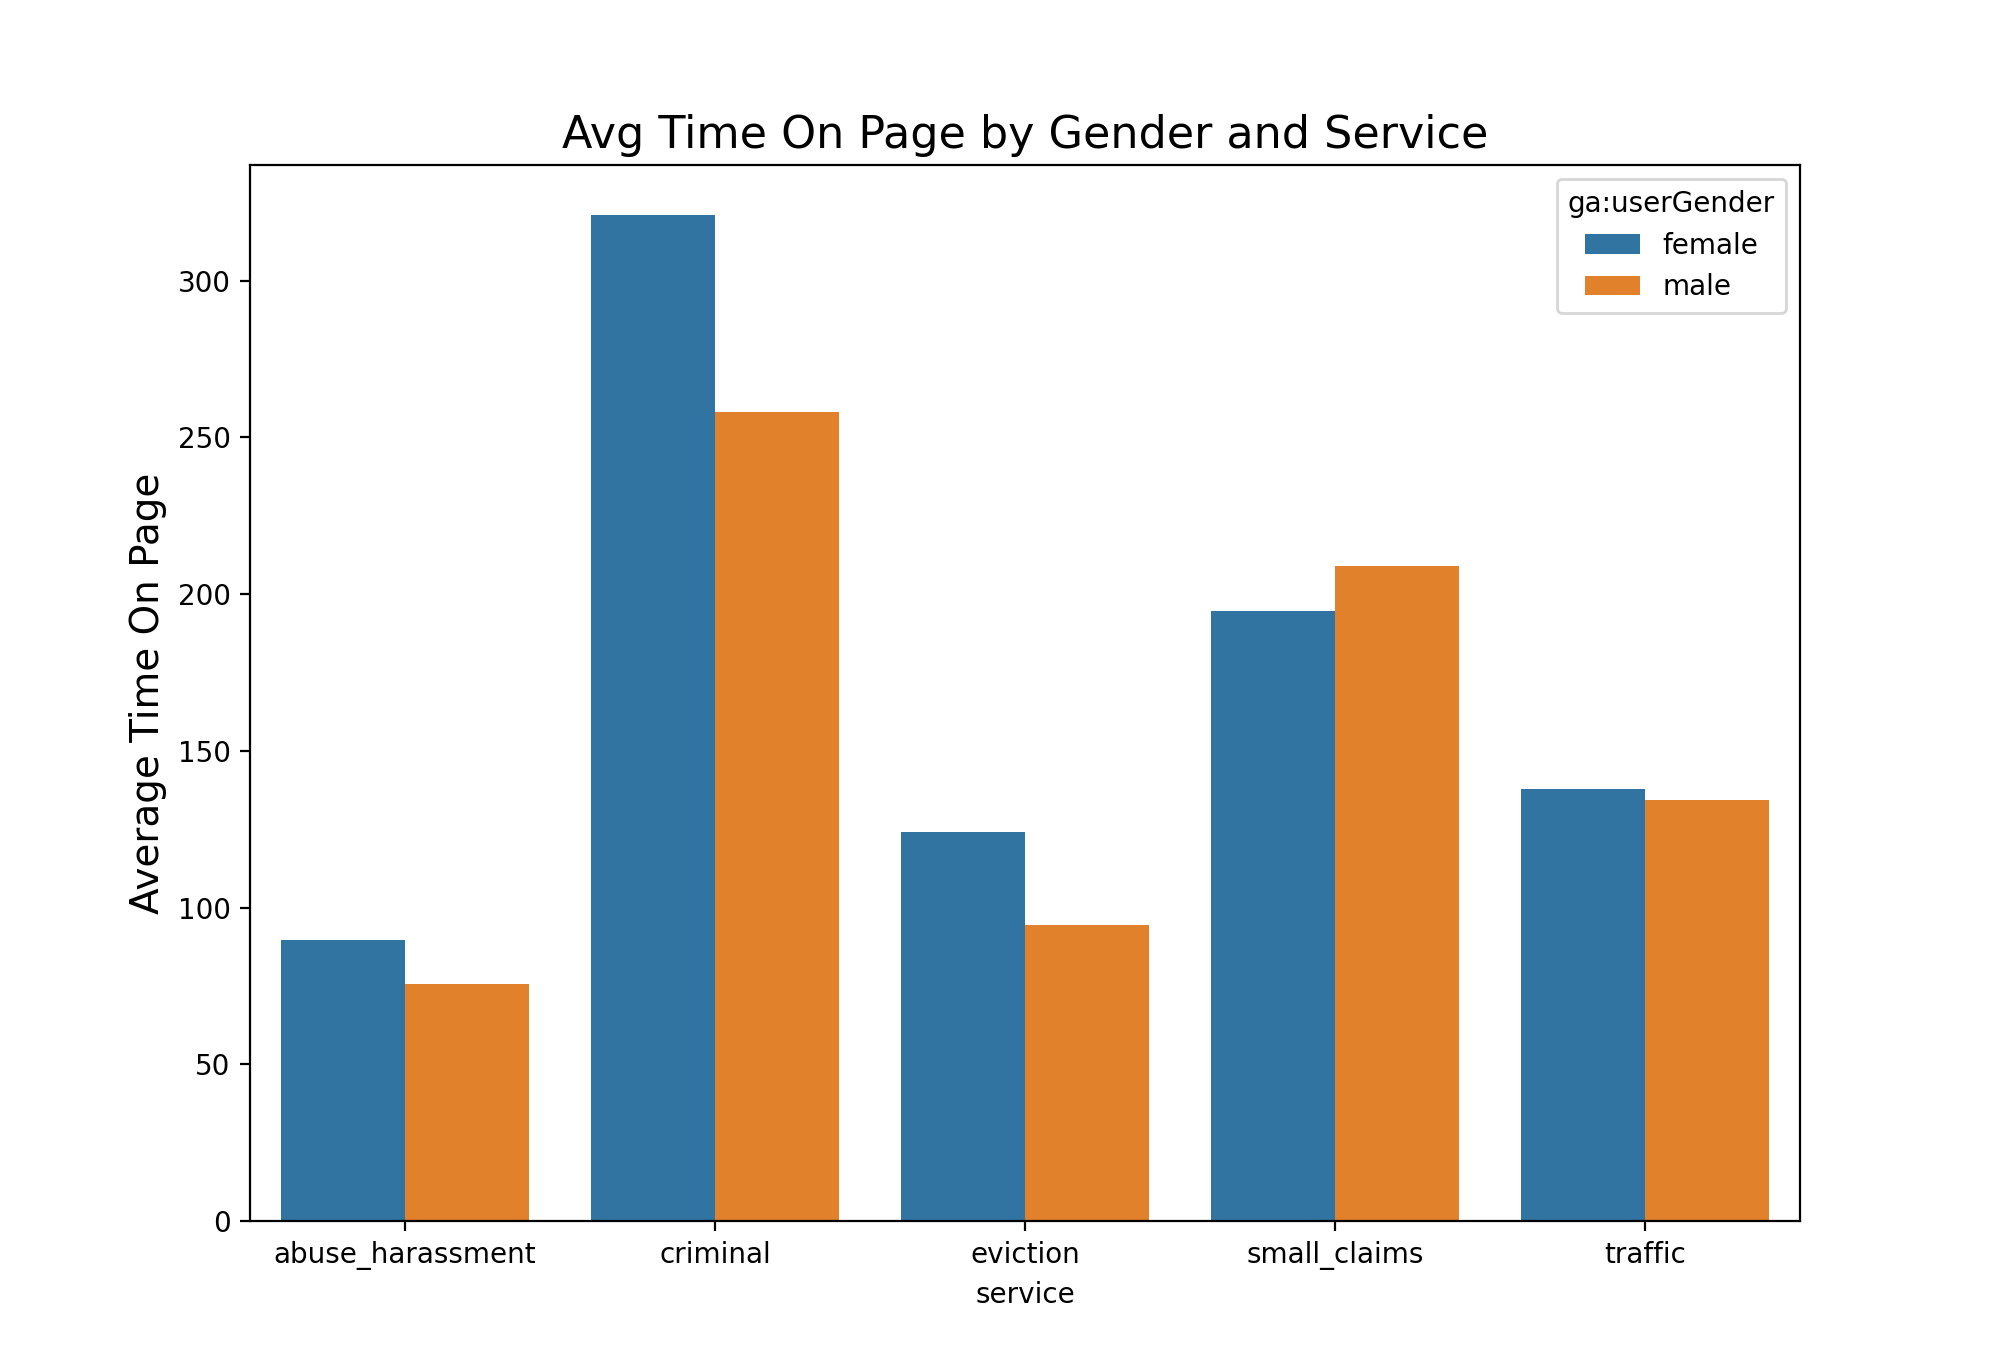 Avg Time On Page by Gender and Service
ga:userGender
female
male
Average Time On Page
300
250
200
150
100
50
0
abuse_harassment criminal eviction small_claims traffic
service